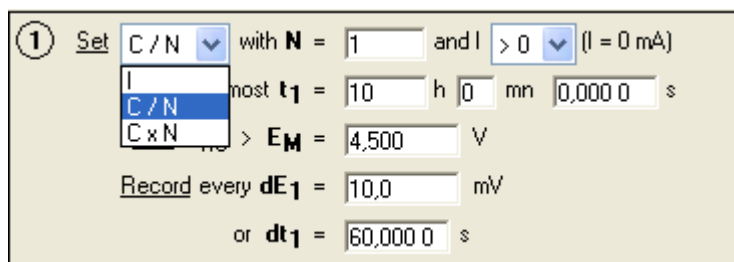 1 Set C / N with N = 1 and I > 0 (I = 0 mA)
I
most t1 = 10 h 0 mn 0,000 0 s
C / N
C x N
> EM = 4,500 V
Record every dE1 = 10,0 mV
or dt1 = 60,000 0 s